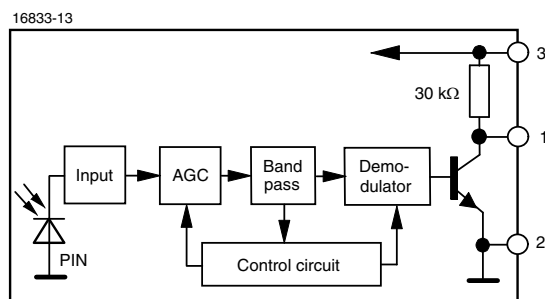 16833-13
3
30 kΩ
1
Input
AGC
Band
pass
Demo-
dulator
2
PIN
Control circuit